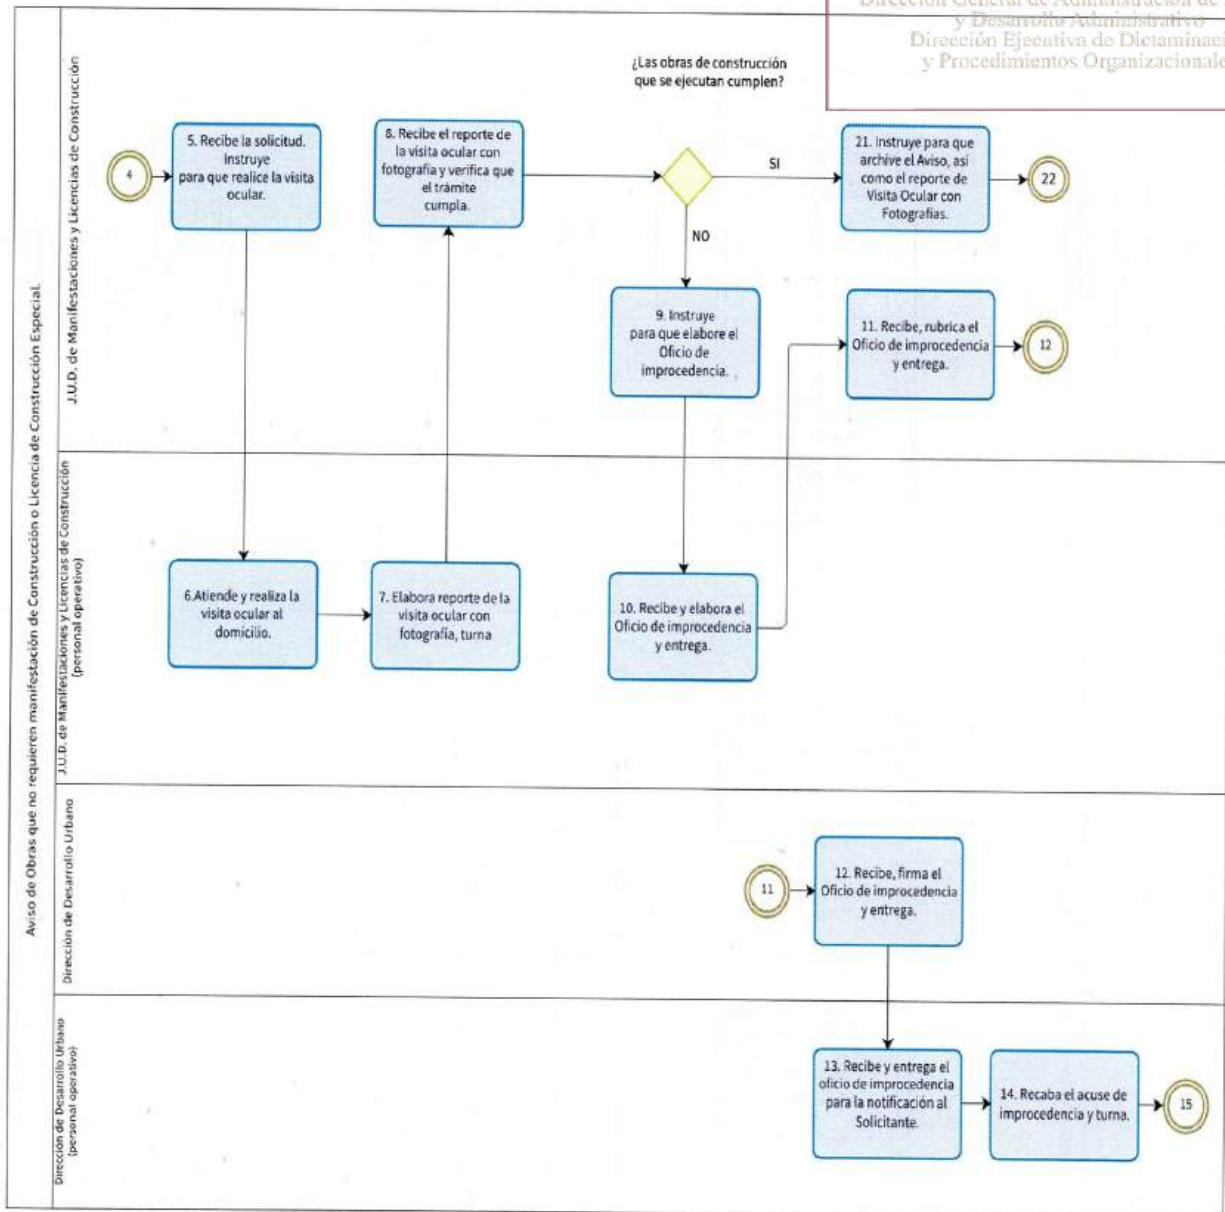 Dirección General de Administración de
y Desarrollo Administrativo
Dirección Ejecutiva de Dictaminaci
y Procedimientos Organizacionale
Aviso de Obras que no requieren manifestación de Construcción o Licencia de Construcción Especial.
J.U.D. de Manifestaciones y Licencias de Construcción
¿Las obras de construcción
que se ejecutan cumplen?
4
5. Recibe la solicitud.
Instruye
para que realice la visita
ocular.
8. Recibe el reporte de
la visita ocular con
fotografía y verifica que
el trámite
cumpla.
SI
21. Instruye para que
archive el Aviso, así
como el reporte de
Visita Ocular con
Fotografías.
22
NO
9. Instruye
para que elabore el
Oficio de
improcedencia.
11. Recibe, rubrica el
Oficio de improcedencia
y entrega.
12
J.U.D. de Manifestaciones y Licencias de Construcción
(personal operativo)
6.Atiende y realiza la
visita ocular al
domicilio.
7. Elabora reporte de la
visita ocular con
fotografía, turna
10. Recibe y elabora el
Oficio de improcedencia
y entrega.
Dirección de Desarrollo Urbano
11
12. Recibe, firma el
Oficio de improcedencia
y entrega.
Dirección de Desarrollo Urbano
(personal operativo)
13. Recibe y entrega el
oficio de improcedencia
para la notificación al
Solicitante.
14. Recaba el acuse de
improcedencia y turna.
15